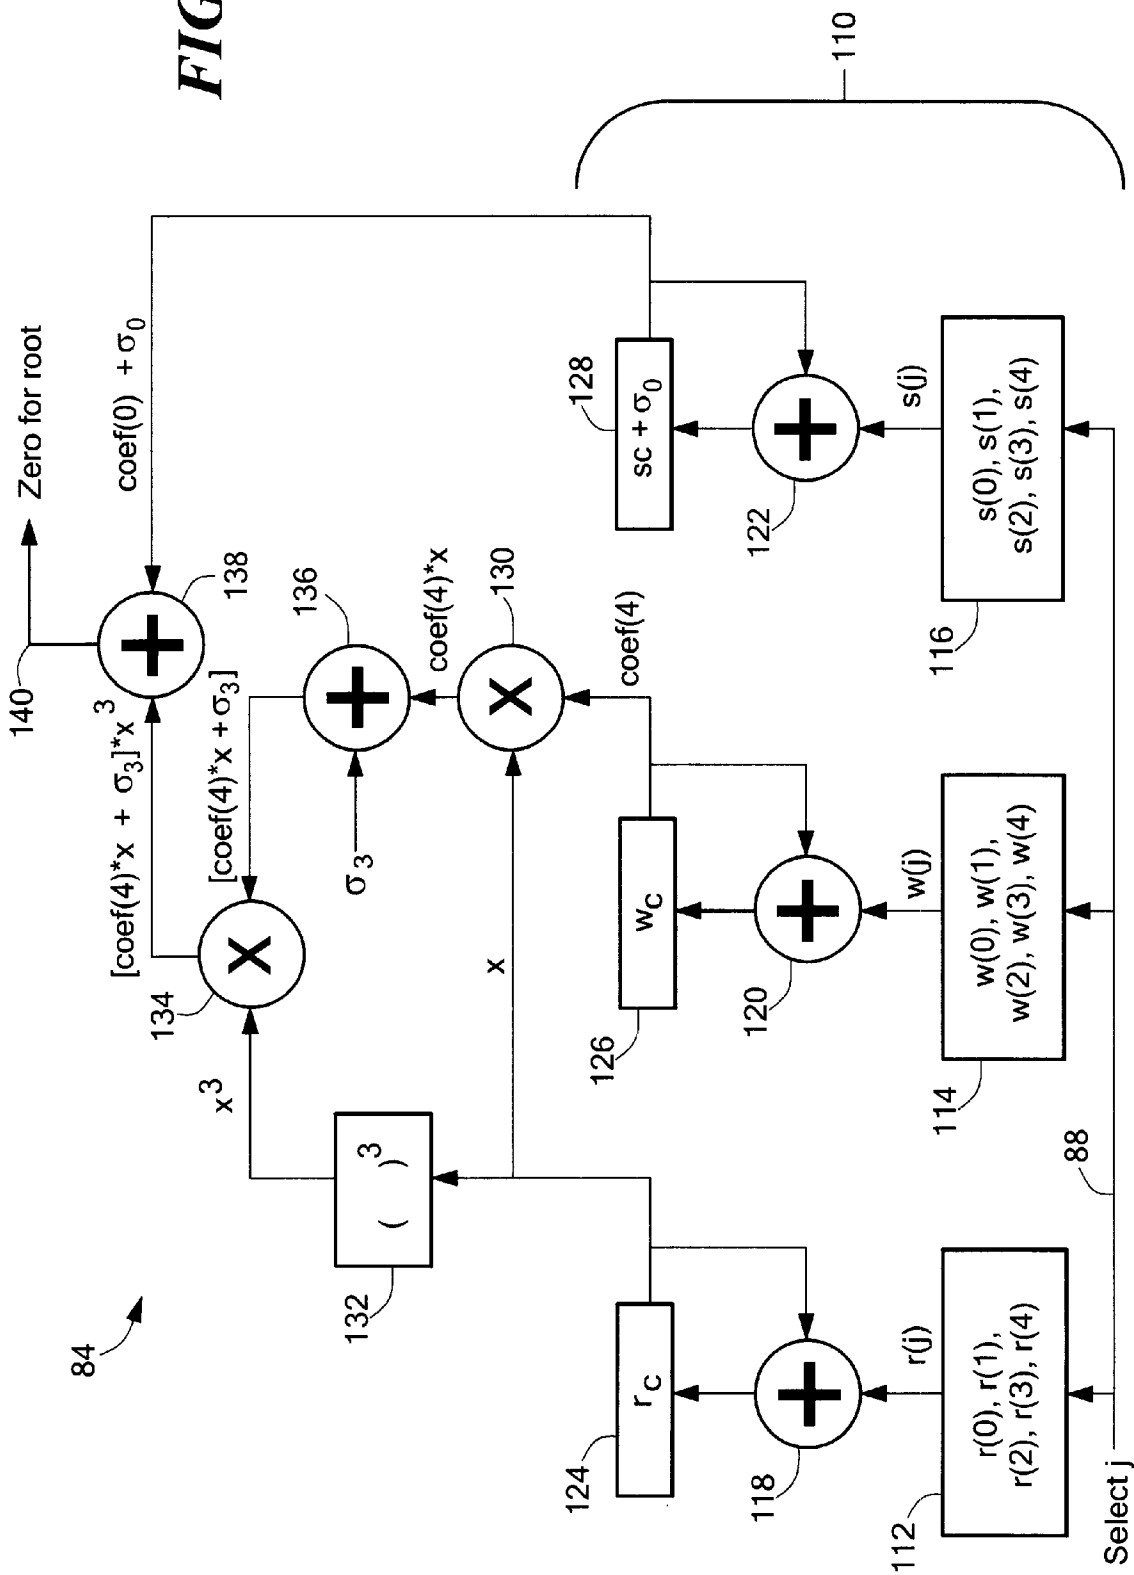 FIG
84
140
Zero for root
[coef(4)*x + σ3]*x³
138
coef(0) + σ0
134
x³
[coef(4)*x +σ3]
136
σ3
132
( )³
x
coef(4)*x
130
coef(4)
124
rc
126
wc
128
sc + σ0
118
120
122
r(j)
w(j)
s(j)
112
r(0), r(1),
r(2), r(3), r(4)
114
w(0), w(1),
w(2), w(3), w(4)
116
s(0), s(1),
s(2), s(3), s(4)
110
Select j
88